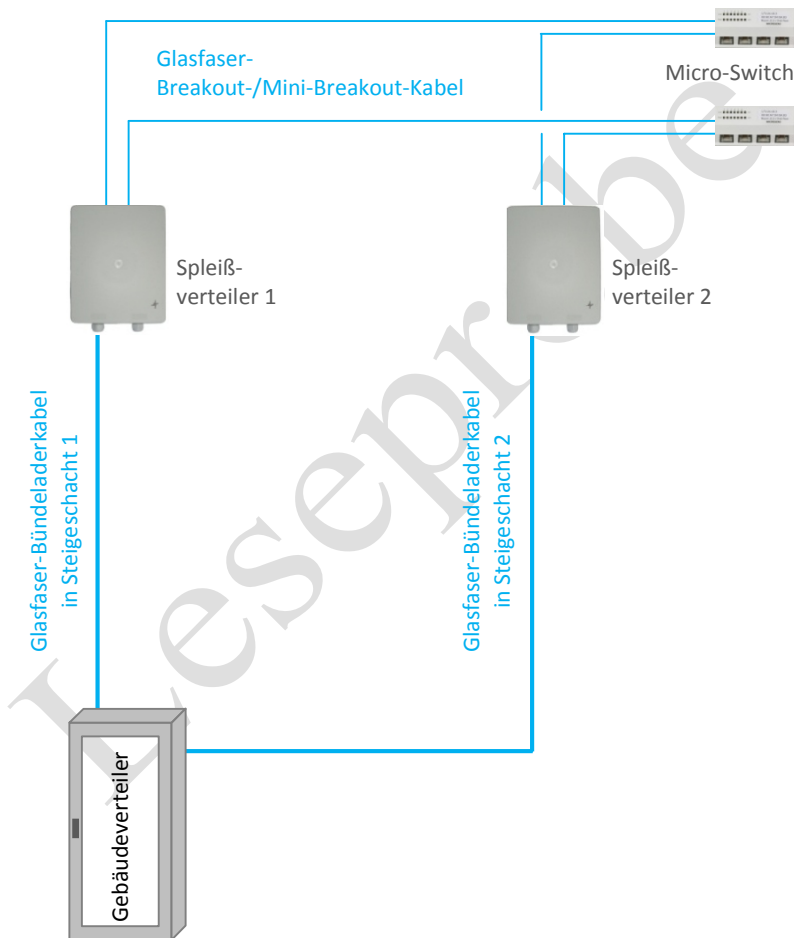 Glasfaser-
Breakout-/Mini-Breakout-Kabel
Micro-Switch
Spleiß-
verteiler 1
Spleiß-
verteiler 2
Glasfaser-Bündeladerkabel
in Steigeschacht 1
Glasfaser-Bündeladerkabel
in Steigeschacht 2
Gebäudeverteiler
Leseprobe